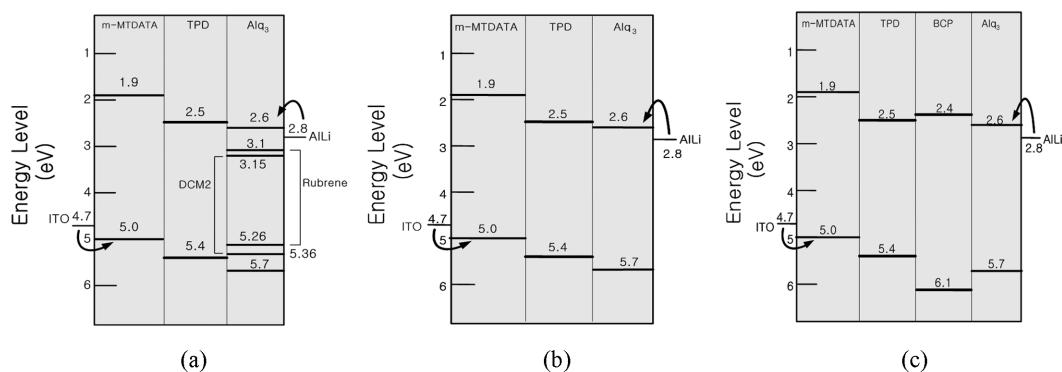 m-MTDATA TPD Alq3
Energy Level
(eV)
1
2
3
4
5
6
1.9
2.5
2.6
2.8
AlLi
3.1
3.15
DCM2
Rubrene
ITO 4.7
5.0
5.26
5.36
5.4
5.7
(a)
m-MTDATA TPD Alq3
Energy Level
(eV)
1
2
3
4
5
6
1.9
2.5
2.6
AlLi
2.8
ITO 4.7
5.0
5.4
5.7
(b)
m-MTDATA TPD BCP Alq3
Energy Level
(eV)
1
2
3
4
5
6
1.9
2.5
2.4
2.6
AlLi
2.8
ITO 4.7
5.0
5.4
6.1
5.7
(c)